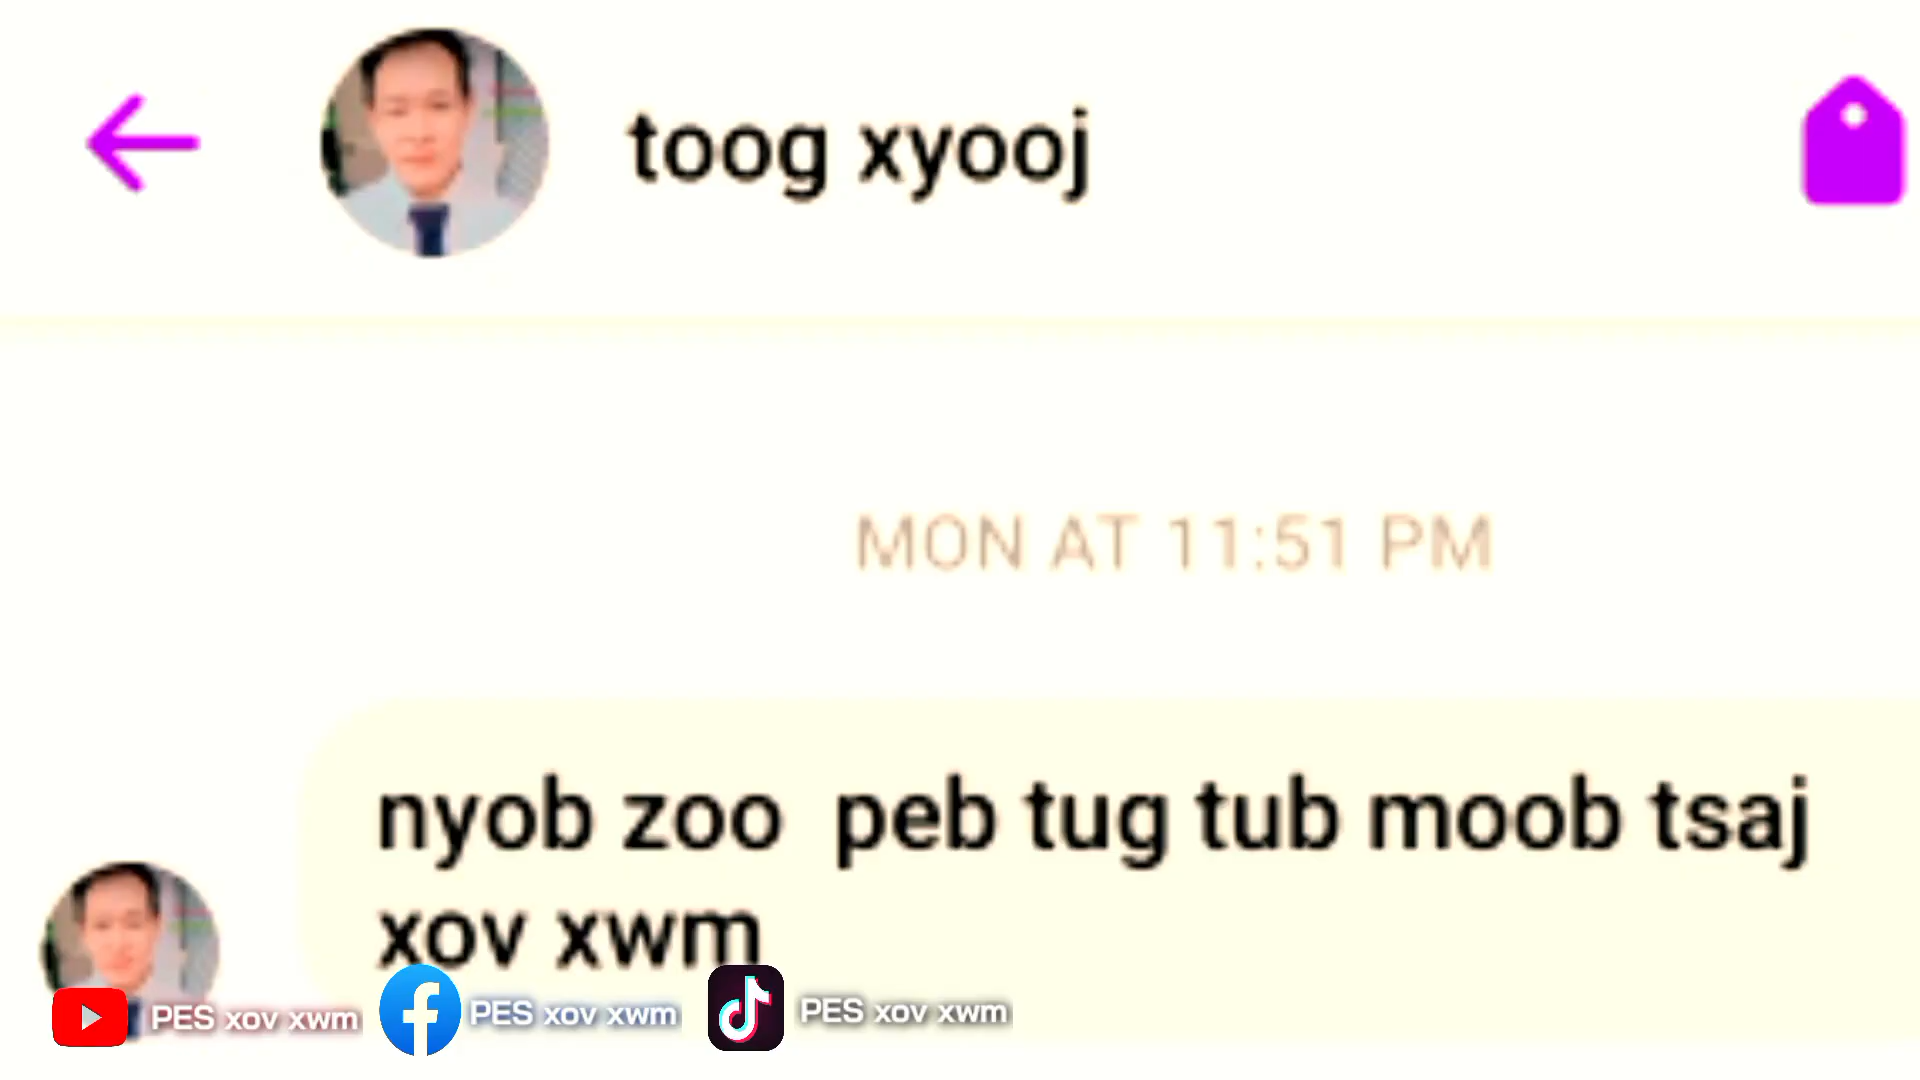 toog xyooj
MON AT 11:51 PM
nyob zoo  peb tug tub moob tsaj
xov xwm
PES xov xwm
PES xov xwm
PES xov xwm